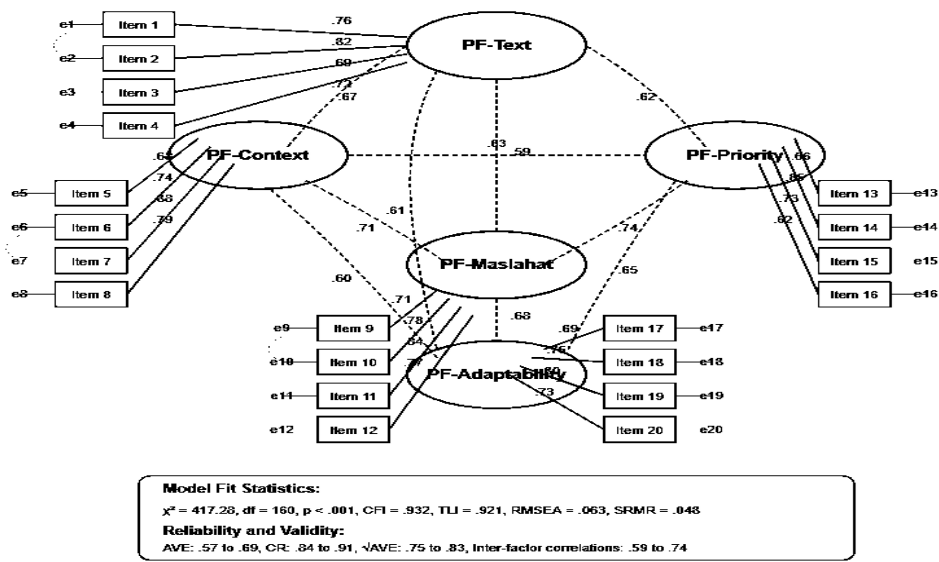 e1 Item 1 .76
PF-Text
e2 Item 2 .82
e3 Item 3 .69
e4 Item 4 .73
.67
.62
.63
.59
PF-Context
PF-Priority
.74
.79
.66
.73
.62
e5 Item 5
e6 Item 6
e7 Item 7
e8 Item 8
Item 13 e13
Item 14 e14
Item 15 e15
Item 16 e16
.61
.71
.74
.60
.65
PF-Maslahat
.71
.78
.84
.68
.69
e9 Item 9
e10 Item 10
e11 Item 11
e12 Item 12
Item 17 e17
Item 18 e18
Item 19 e19
Item 20 e20
PF-Adaptability
.73
Model Fit Statistics:
χ² = 417.28, df = 160, p < .001, CFI = .932, TLI = .921, RMSEA = .063, SRMR = .048
Reliability and Validity:
AVE: .57 to .69, CR: .84 to .91, √AVE: .75 to .83, Inter-factor correlations: .59 to .74